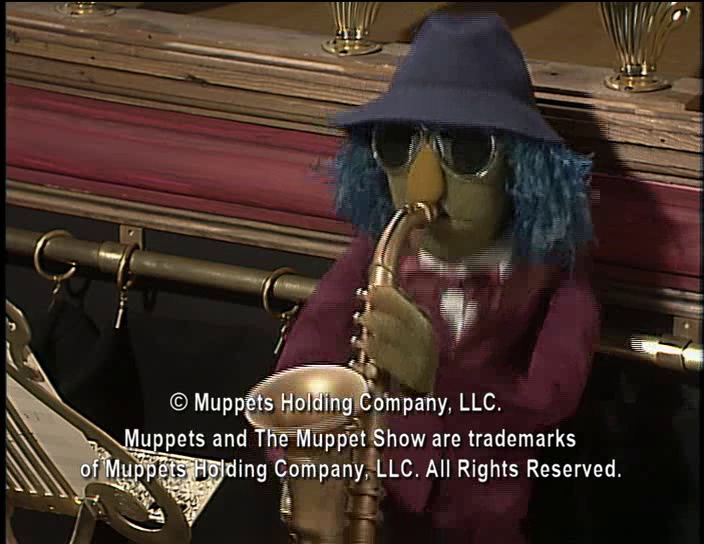 © Muppets Holding Company, LLC.
Muppets and The Muppet Show are trademarks
of Muppets Holding Company, LLC. All Rights Reserved.